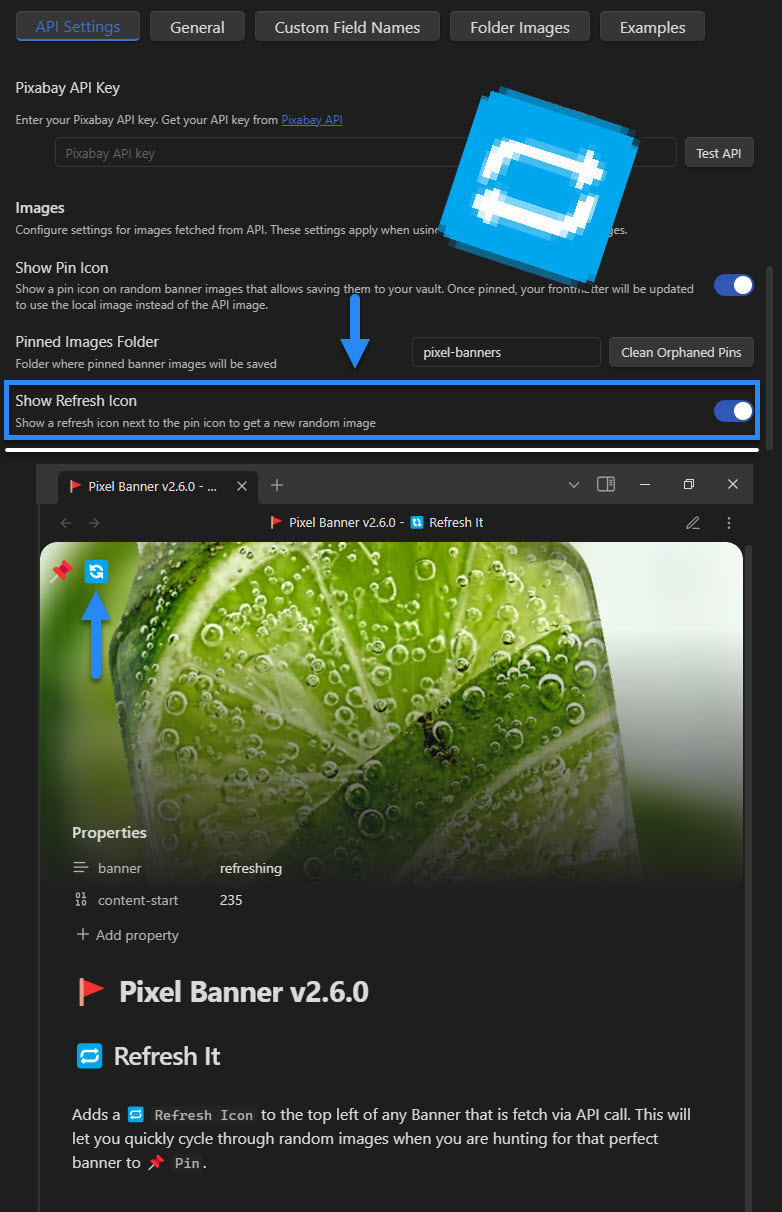 API Settings
General
Custom Field Names
Folder Images
Examples
Pixabay API Key
Enter your Pixabay API key. Get your API key from Pixabay API
Pixabay API key
Test API
Images
Configure settings for images fetched from API. These settings apply when
Show Pin Icon
Show a pin icon on random banner images that allows saving them to your vault. Once pinned, your frontmatter will be updated
to use the local image instead of the API image.
Pinned Images Folder
Folder where pinned banner images will be saved
pixel-banners
Clean Orphaned Pins
Show Refresh Icon
Show a refresh icon next to the pin icon to get a new random image
🚩 Pixel Banner v2.6.0 - ...
🚩 Pixel Banner v2.6.0 - 🔃 Refresh It
Properties
banner refreshing
content-start 235
Add property
🚩 Pixel Banner v2.6.0
🔁 Refresh It
Adds a 🔁 Refresh Icon to the top left of any Banner that is fetch via API call. This will
let you quickly cycle through random images when you are hunting for that perfect
banner to 📌 Pin.